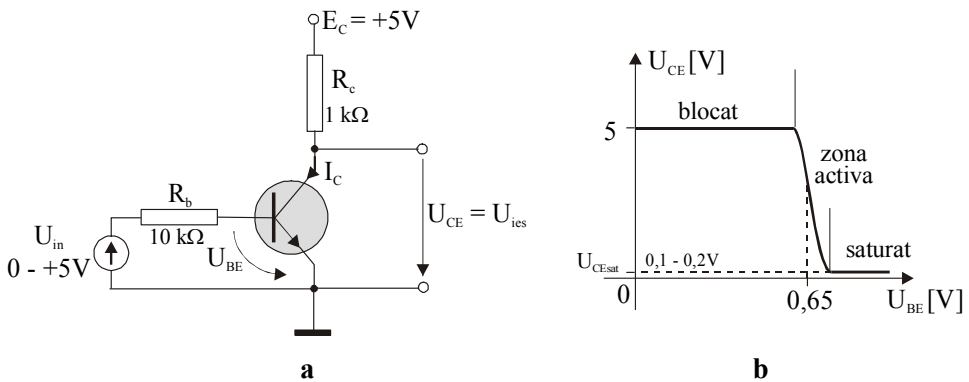 E_C = +5V
R_c
1 kΩ
I_C
R_b
10 kΩ
U_in
0 - +5V
U_BE
U_CE = U_ies
a
U_CE [V]
blocat
5
zona
activa
saturat
U_CEsat
0,1 - 0,2V
0
0,65
U_BE [V]
b